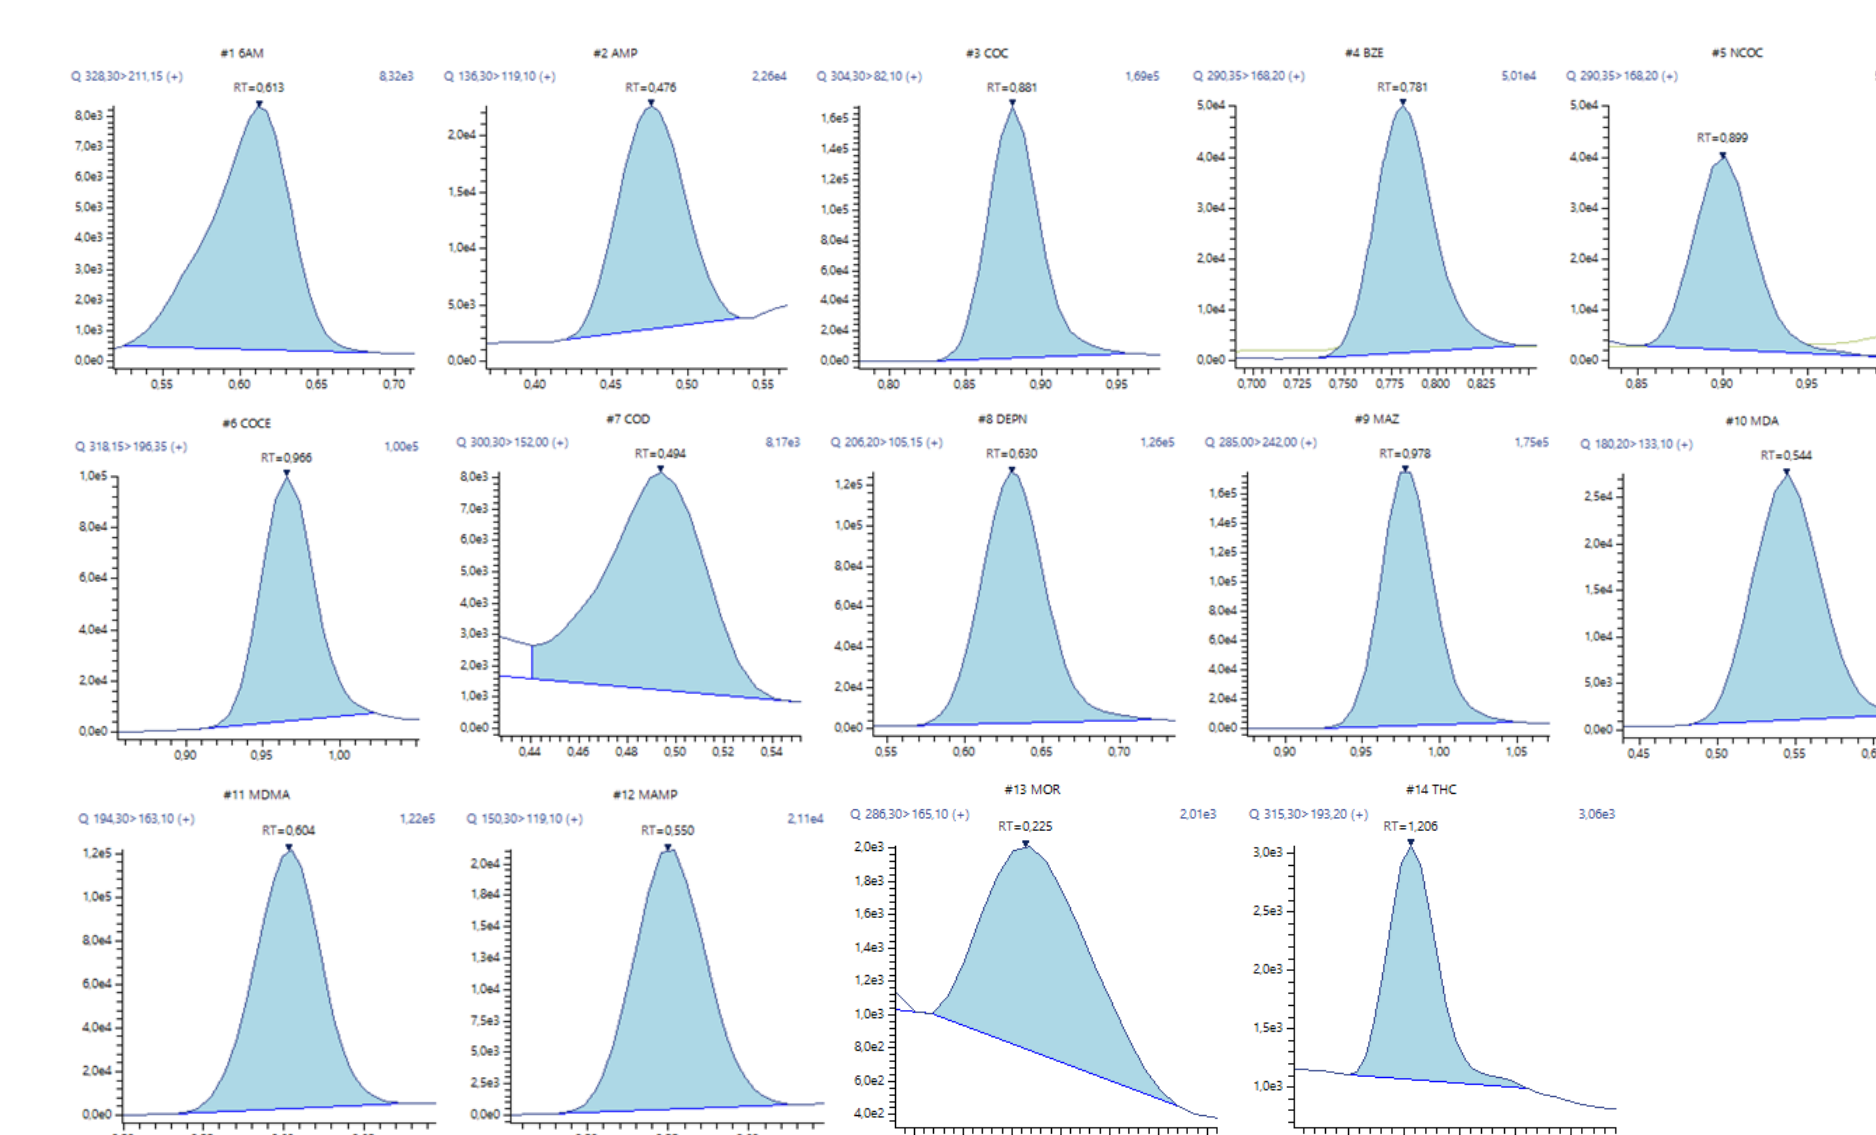 #1 6AM
Q 328,30>211,15 (+) 8,32e3
RT=0,613
8,0e3
7,0e3
6,0e3
5,0e3
4,0e3
3,0e3
2,0e3
1,0e3
0,0e0
0,55 0,60 0,65 0,70
#2 AMP
Q 136,30>119,10 (+) 2,26e4
RT=0,476
2,0e4
1,5e4
1,0e4
5,0e3
0,0e0
0,40 0,45 0,50 0,55
#3 COC
Q 304,30>82,10 (+) 1,69e5
RT=0,881
1,6e5
1,4e5
1,2e5
1,0e5
8,0e4
6,0e4
4,0e4
2,0e4
0,0e0
0,80 0,85 0,90 0,95
#4 BZE
Q 290,35>168,20 (+) 5,01e4
RT=0,781
5,0e4
4,0e4
3,0e4
2,0e4
1,0e4
0,0e0
0,700 0,725 0,750 0,775 0,800 0,825
#5 NCOC
Q 290,35>168,20 (+)
RT=0,899
5,0e4
4,0e4
3,0e4
2,0e4
1,0e4
0,0e0
0,85 0,90 0,95
#6 COCE
Q 318,15>196,35 (+) 1,00e5
RT=0,966
1,0e5
8,0e4
6,0e4
4,0e4
2,0e4
0,0e0
0,90 0,95 1,00
#7 COD
Q 300,30>152,00 (+) 8,17e3
RT=0,494
8,0e3
7,0e3
6,0e3
5,0e3
4,0e3
3,0e3
2,0e3
1,0e3
0,0e0
0,44 0,46 0,48 0,50 0,52 0,54
#8 DEPN
Q 206,20>105,15 (+) 1,26e5
RT=0,630
1,2e5
1,0e5
8,0e4
6,0e4
4,0e4
2,0e4
0,0e0
0,55 0,60 0,65 0,70
#9 MAZ
Q 285,00>242,00 (+) 1,75e5
RT=0,978
1,6e5
1,4e5
1,2e5
1,0e5
8,0e4
6,0e4
4,0e4
2,0e4
0,0e0
0,90 0,95 1,00 1,05
#10 MDA
Q 180,20>133,10 (+)
RT=0,544
2,5e4
2,0e4
1,5e4
1,0e4
5,0e3
0,0e0
0,45 0,50 0,55
#11 MDMA
Q 194,30>163,10 (+) 1,22e5
RT=0,604
1,2e5
1,0e5
8,0e4
6,0e4
4,0e4
2,0e4
0,0e0
#12 MAMP
Q 150,30>119,10 (+) 2,11e4
RT=0,550
2,0e4
1,8e4
1,5e4
1,3e4
1,0e4
7,5e3
5,0e3
2,5e3
0,0e0
#13 MOR
Q 286,30>165,10 (+) 2,01e3
RT=0,225
2,0e3
1,8e3
1,6e3
1,4e3
1,2e3
1,0e3
8,0e2
6,0e2
4,0e2
#14 THC
Q 315,30>193,20 (+) 3,06e3
RT=1,206
3,0e3
2,5e3
2,0e3
1,5e3
1,0e3